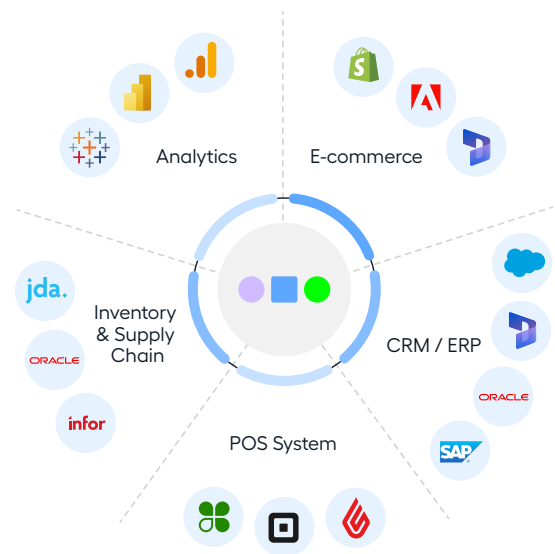 Analytics
E-commerce
S
jda.
Inventory
& Supply
Chain
ORACLE
infor
CRM / ERP
ORACLE
SAP
POS System